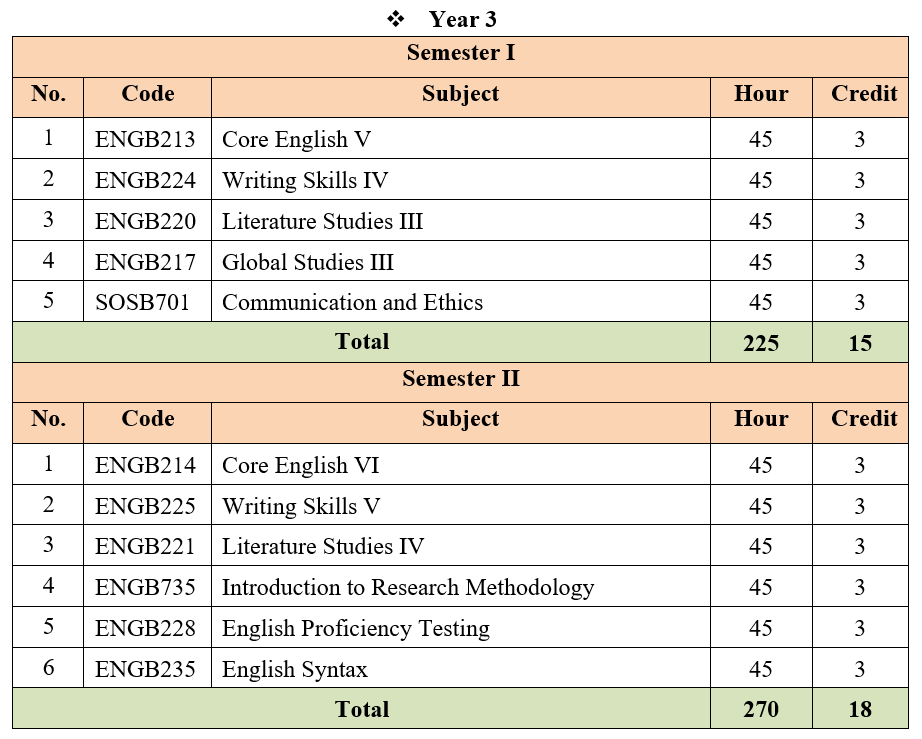 ❖ Year 3
Semester I
No. Code Subject Hour Credit
1 ENGB213 Core English V 45 3
2 ENGB224 Writing Skills IV 45 3
3 ENGB220 Literature Studies III 45 3
4 ENGB217 Global Studies III 45 3
5 SOSB701 Communication and Ethics 45 3
Total 225 15
Semester II
No. Code Subject Hour Credit
1 ENGB214 Core English VI 45 3
2 ENGB225 Writing Skills V 45 3
3 ENGB221 Literature Studies IV 45 3
4 ENGB735 Introduction to Research Methodology 45 3
5 ENGB228 English Proficiency Testing 45 3
6 ENGB235 English Syntax 45 3
Total 270 18